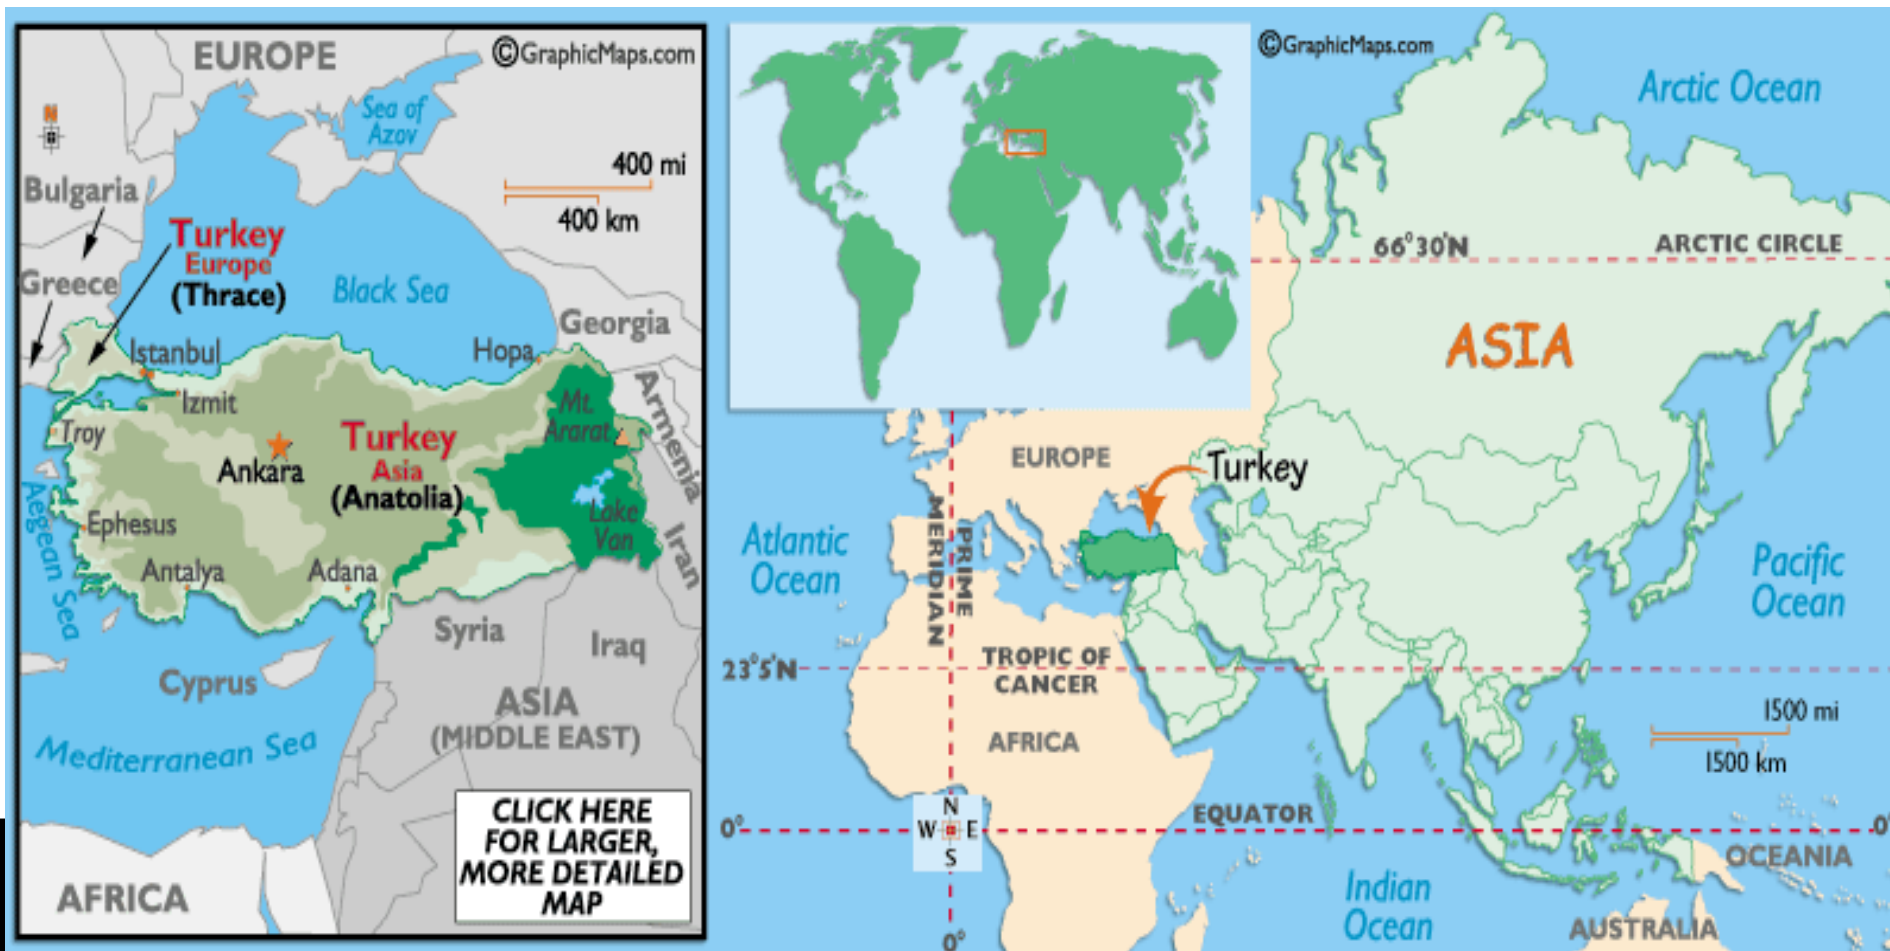 EUROPE
©GraphicMaps.com
N
Sea of
Azov
400 mi
400 km
Bulgaria
Turkey
Europe
(Thrace)
Black Sea
Greece
Georgia
Istanbul
Hopa
Izmit
Armenia
Mt.
Ararat
Troy
Turkey
Asia
(Anatolia)
Ankara
Aegean Sea
Ephesus
Lake
Van
Iran
Antalya
Adana
Syria
Iraq
Cyprus
ASIA
(MIDDLE EAST)
Mediterranean Sea
CLICK HERE
FOR LARGER,
MORE DETAILED
MAP
AFRICA
©GraphicMaps.com
Arctic Ocean
66°30'N
ARCTIC CIRCLE
ASIA
EUROPE
Turkey
Atlantic
Ocean
PRIME
MERIDIAN
Pacific
Ocean
23°5'N
TROPIC OF
CANCER
AFRICA
1500 mi
1500 km
N
W E
S
0°
EQUATOR
0°
OCEANIA
Indian
Ocean
AUSTRALIA
0°